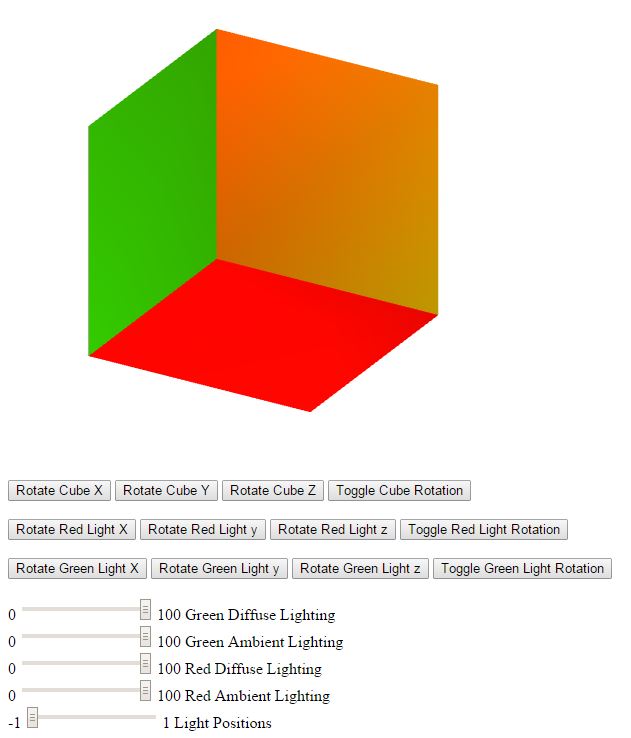 Rotate Cube X Rotate Cube Y Rotate Cube Z Toggle Cube Rotation
Rotate Red Light X Rotate Red Light y Rotate Red Light z Toggle Red Light Rotation
Rotate Green Light X Rotate Green Light y Rotate Green Light z Toggle Green Light Rotation
0 100 Green Diffuse Lighting
0 100 Green Ambient Lighting
0 100 Red Diffuse Lighting
0 100 Red Ambient Lighting
-1 1 Light Positions